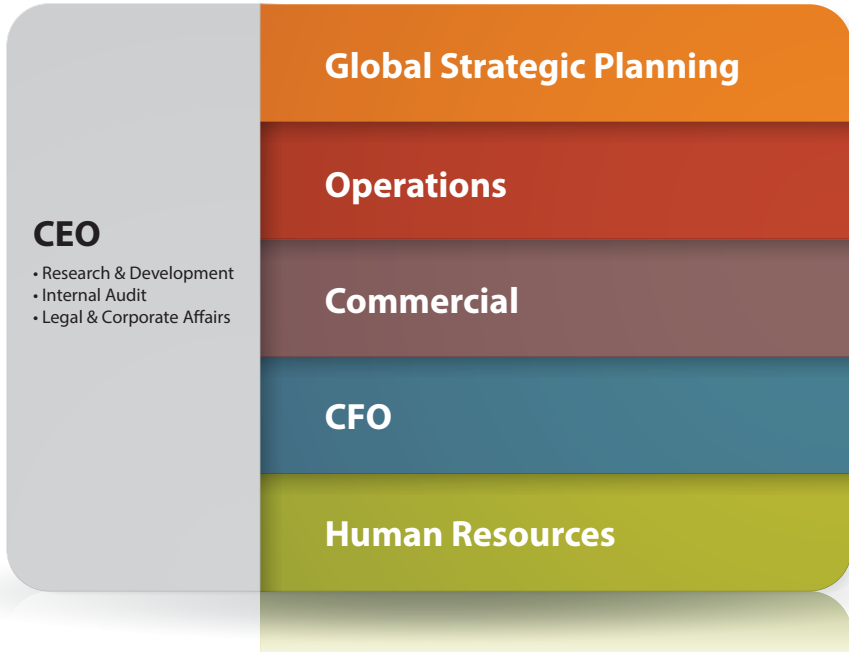 CEO
• Research & Development
• Internal Audit
• Legal & Corporate Affairs
Global Strategic Planning
Operations
Commercial
CFO
Human Resources